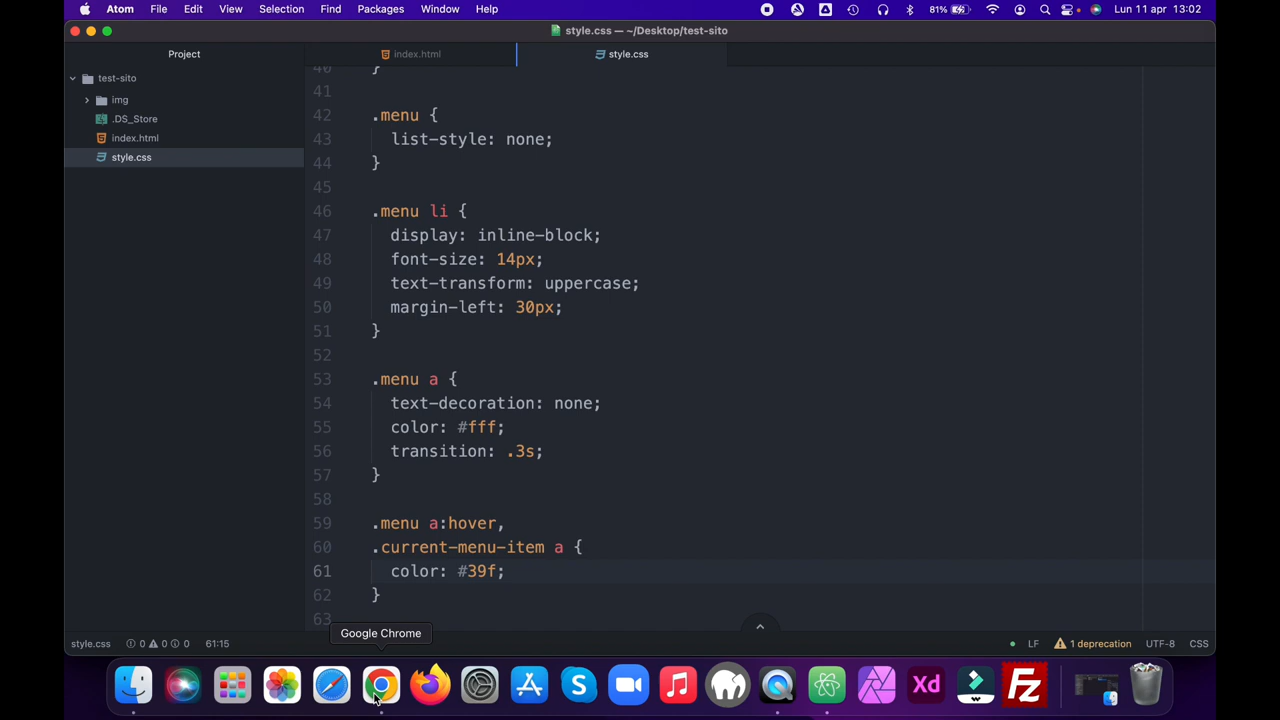 Atom File Edit View Selection Find Packages Window Help 81% Lun 11 apr 13:02
style.css — ~/Desktop/test-sito
Project index.html style.css
test-sito
img
.DS_Store
index.html
style.css
40 }
41
42 .menu {
43 list-style: none;
44 }
45
46 .menu li {
47 display: inline-block;
48 font-size: 14px;
49 text-transform: uppercase;
50 margin-left: 30px;
51 }
52
53 .menu a {
54 text-decoration: none;
55 color: #fff;
56 transition: .3s;
57 }
58
59 .menu a:hover,
60 .current-menu-item a {
61 color: #39f;
62 }
63
Google Chrome
style.css 0 0 0 61:15 LF 1 deprecation UTF-8 CSS
S Xd Fz